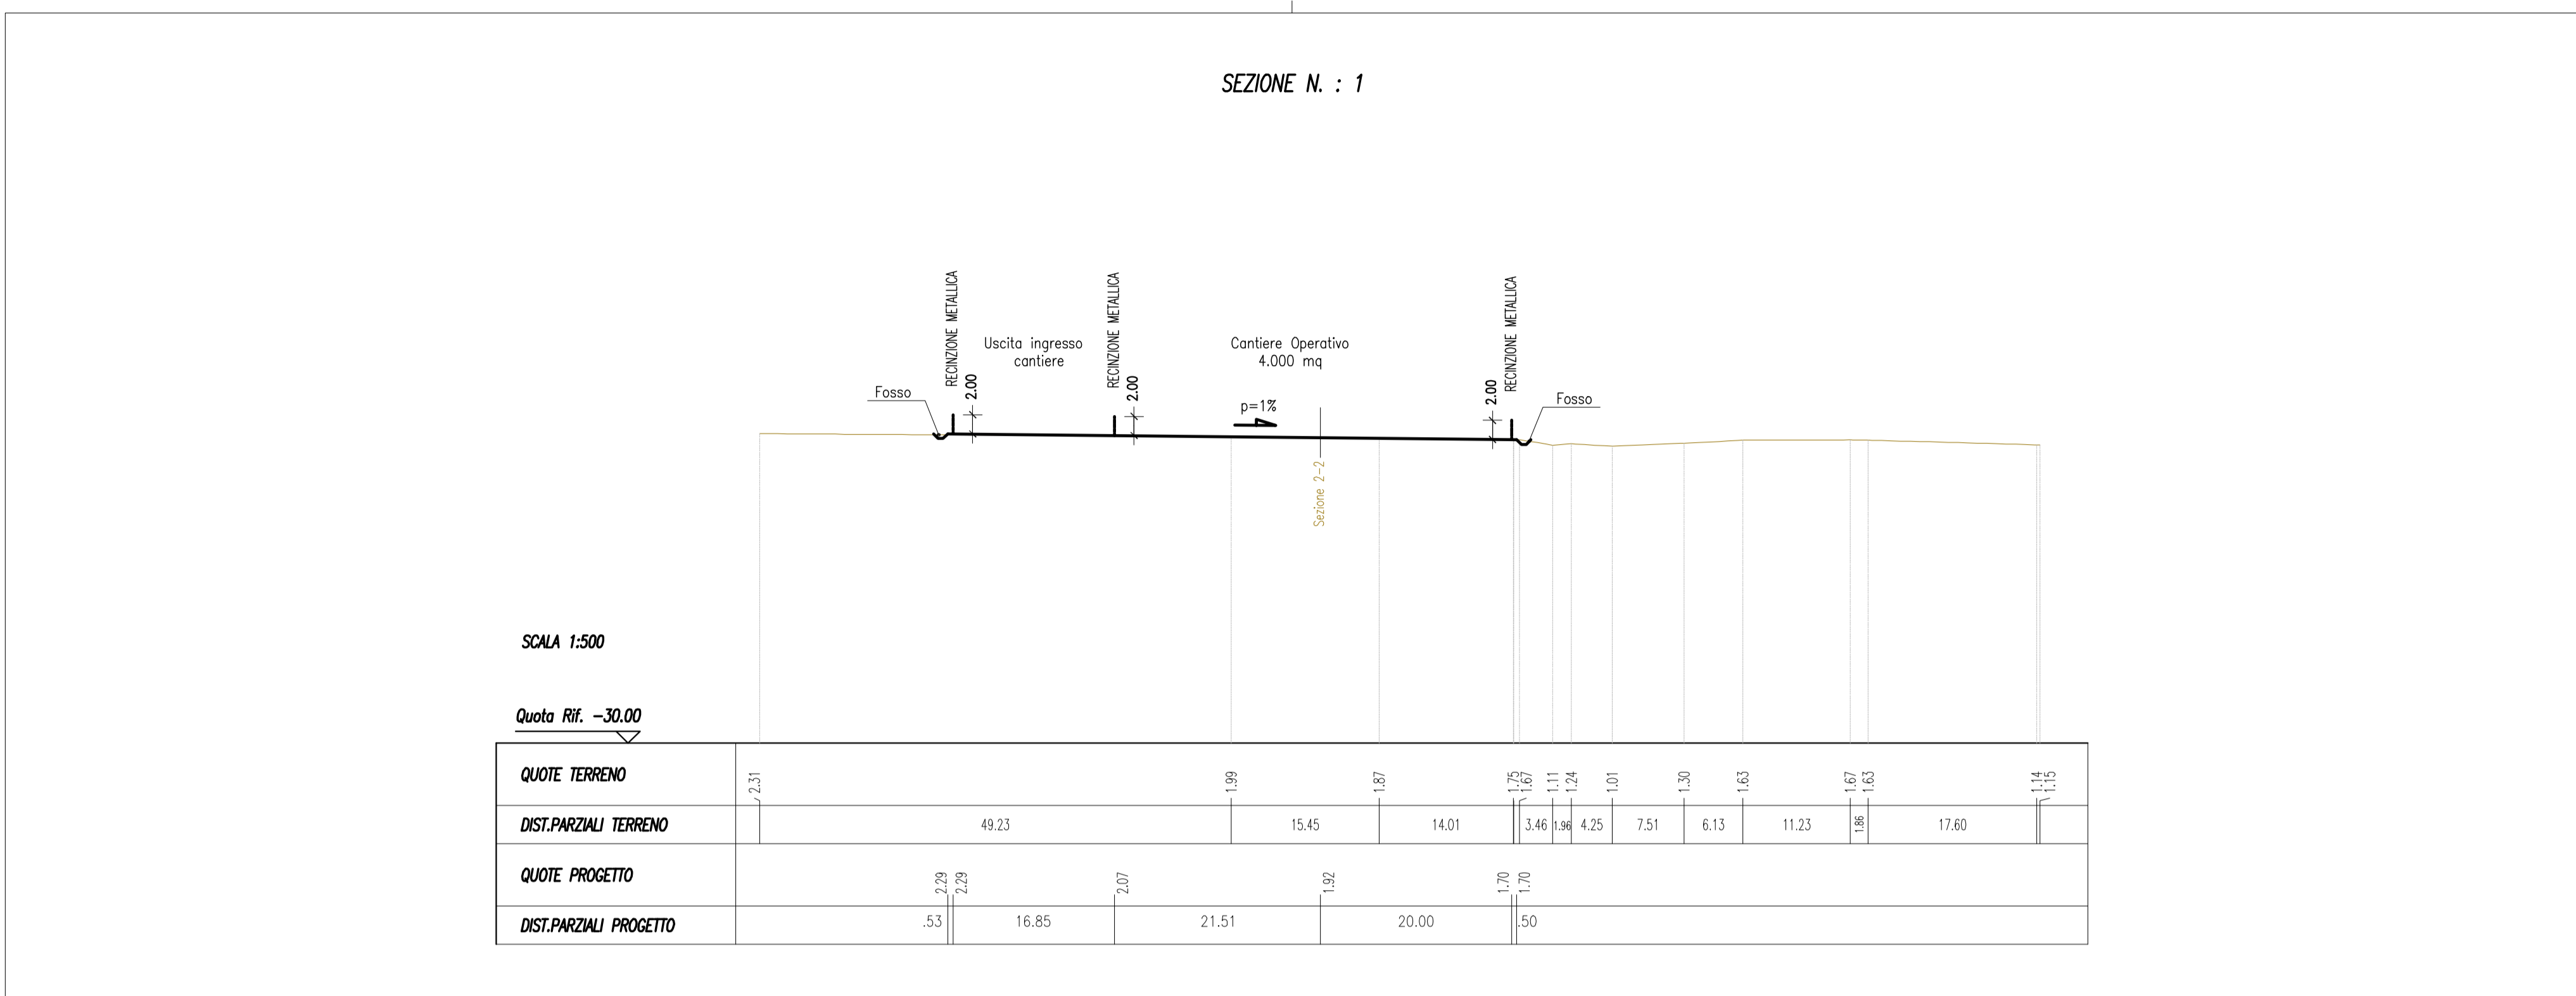 SEZIONE N. : 1
RECINZIONE METALLICA
RECINZIONE METALLICA
RECINZIONE METALLICA
Uscita ingresso
cantiere
Cantiere Operativo
4.000 mq
Fosso
2.00
2.00
p=1%
2.00
Fosso
Sezione 2-2
SCALA 1:500
Quota Rif. -30.00
QUOTE TERRENO 2.31 1.99 1.87 1.75 1.67 1.11 1.24 1.01 1.30 1.63 1.67 1.63 1.14 1.15
DIST.PARZIALI TERRENO 49.23 15.45 14.01 3.46 1.96 4.25 7.51 6.13 11.23 1.86 17.60
QUOTE PROGETTO 2.29 2.29 2.07 1.92 1.70 1.70
DIST.PARZIALI PROGETTO .53 16.85 21.51 20.00 .50